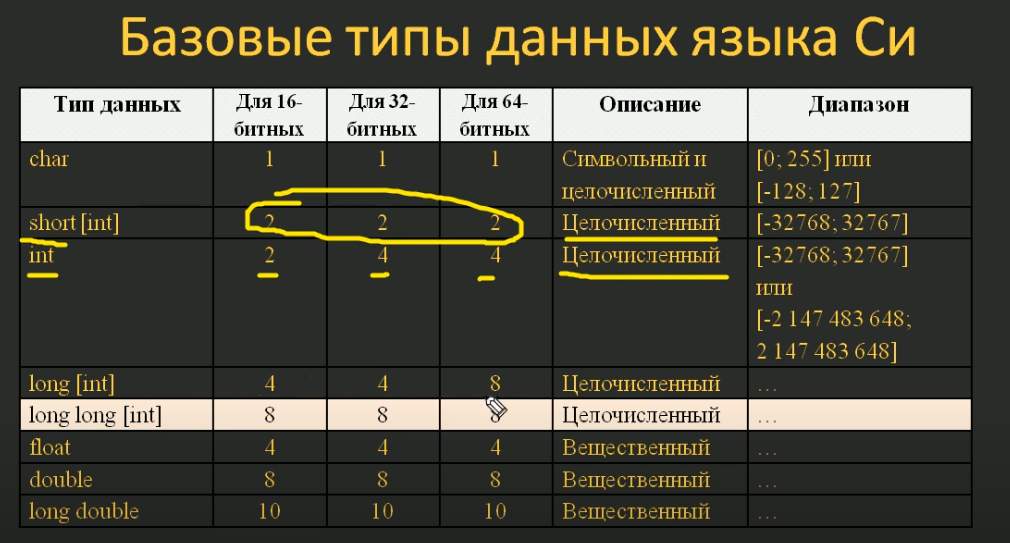 Базовые типы данных языка Си
Тип данных Для 16-битных Для 32-битных Для 64-битных Описание Диапазон
char 1 1 1 Символьный и целочисленный [0; 255] или [-128; 127]
short [int] 2 2 2 Целочисленный [-32768; 32767]
int 2 4 4 Целочисленный [-32768; 32767] или [-2 147 483 648; 2 147 483 648]
long [int] 4 4 8 Целочисленный ...
long long [int] 8 8 8 Целочисленный ...
float 4 4 4 Вещественный ...
double 8 8 8 Вещественный ...
long double 10 10 10 Вещественный ...